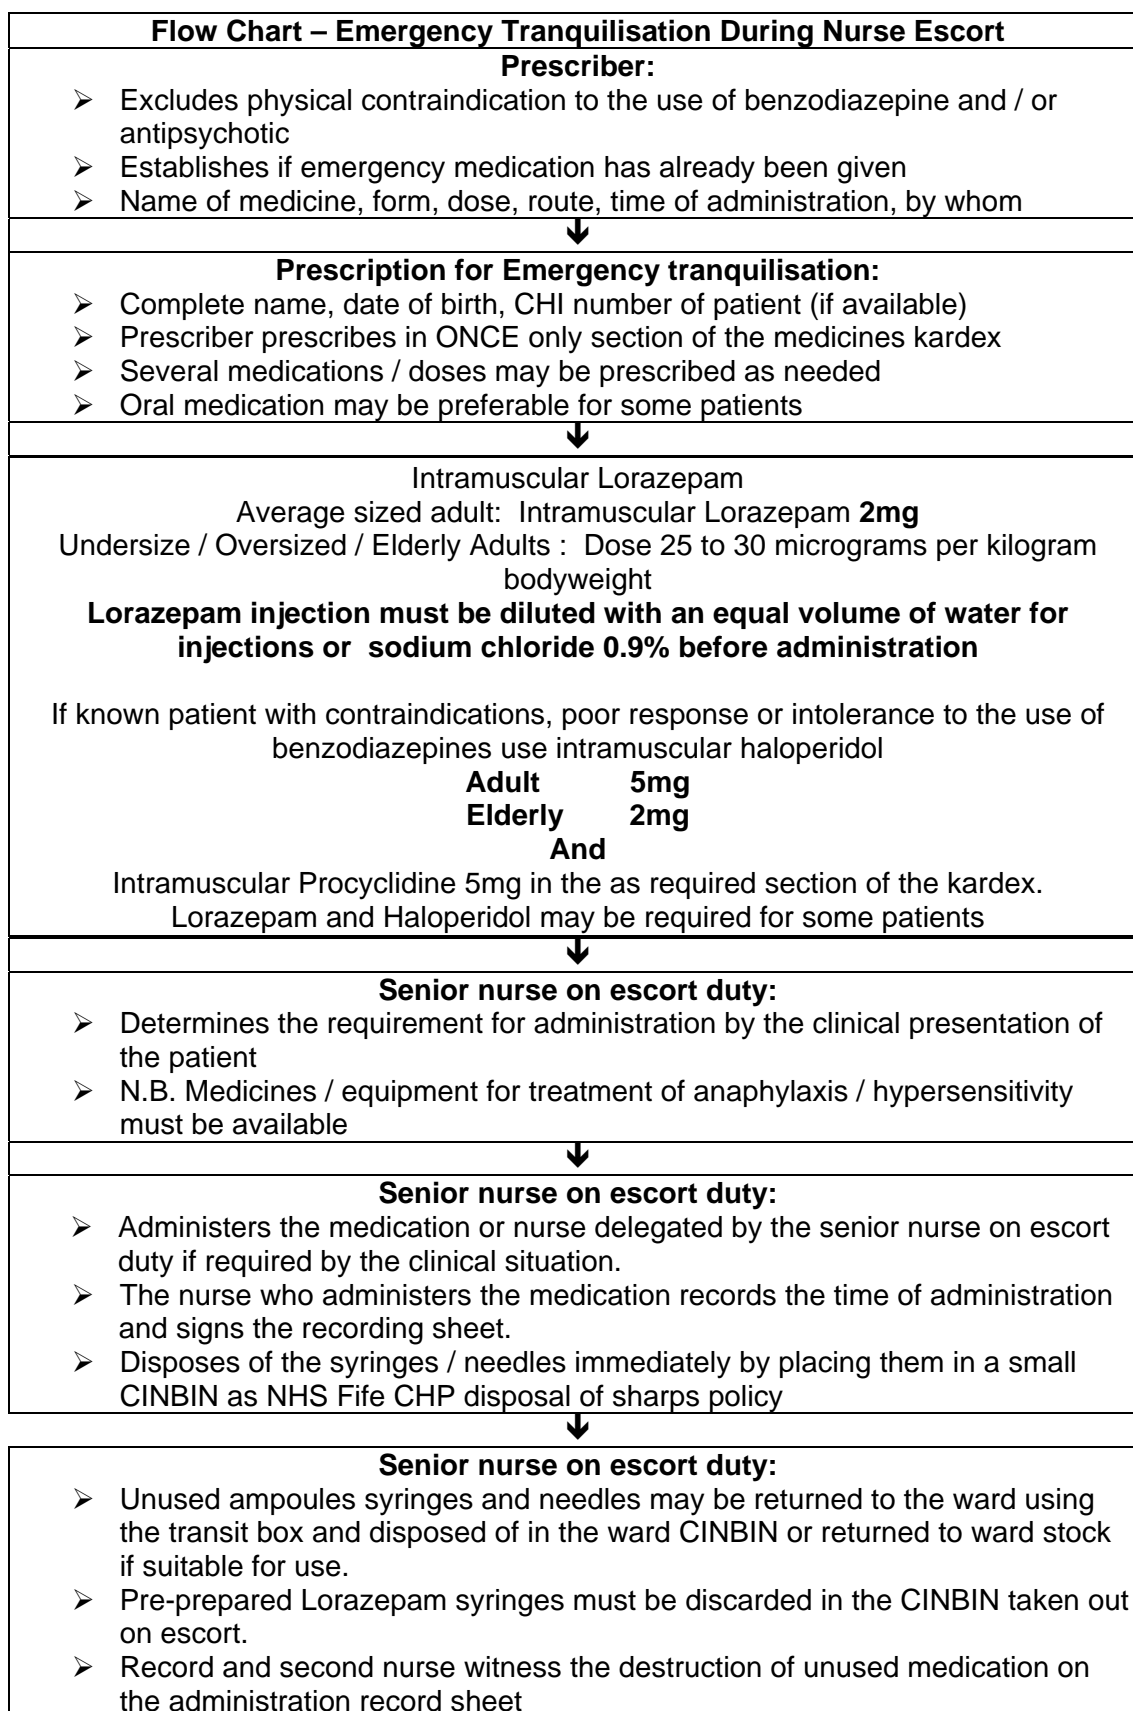 Flow Chart – Emergency Tranquilisation During Nurse Escort
Prescriber:
➢ Excludes physical contraindication to the use of benzodiazepine and / or
antipsychotic
➢ Establishes if emergency medication has already been given
➢ Name of medicine, form, dose, route, time of administration, by whom
🡻
Prescription for Emergency tranquilisation:
➢ Complete name, date of birth, CHI number of patient (if available)
➢ Prescriber prescribes in ONCE only section of the medicines kardex
➢ Several medications / doses may be prescribed as needed
➢ Oral medication may be preferable for some patients
🡻
Intramuscular Lorazepam
Average sized adult: Intramuscular Lorazepam 2mg
Undersize / Oversized / Elderly Adults : Dose 25 to 30 micrograms per kilogram
bodyweight
Lorazepam injection must be diluted with an equal volume of water for
injections or sodium chloride 0.9% before administration
If known patient with contraindications, poor response or intolerance to the use of
benzodiazepines use intramuscular haloperidol
Adult 5mg
Elderly 2mg
And
Intramuscular Procyclidine 5mg in the as required section of the kardex.
Lorazepam and Haloperidol may be required for some patients
🡻
Senior nurse on escort duty:
➢ Determines the requirement for administration by the clinical presentation of
the patient
➢ N.B. Medicines / equipment for treatment of anaphylaxis / hypersensitivity
must be available
🡻
Senior nurse on escort duty:
➢ Administers the medication or nurse delegated by the senior nurse on escort
duty if required by the clinical situation.
➢ The nurse who administers the medication records the time of administration
and signs the recording sheet.
➢ Disposes of the syringes / needles immediately by placing them in a small
CINBIN as NHS Fife CHP disposal of sharps policy
🡻
Senior nurse on escort duty:
➢ Unused ampoules syringes and needles may be returned to the ward using
the transit box and disposed of in the ward CINBIN or returned to ward stock
if suitable for use.
➢ Pre-prepared Lorazepam syringes must be discarded in the CINBIN taken out
on escort.
➢ Record and second nurse witness the destruction of unused medication on
the administration record sheet